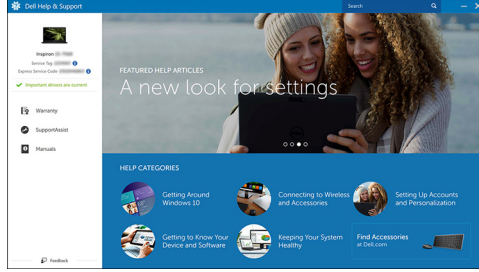 Dell Help & Support
Search
Inspiron
Service Tag
Express Service Code
Important drivers are current
Warranty
SupportAssist
Manuals
Feedback
FEATURED HELP ARTICLES
A new look for settings
HELP CATEGORIES
Getting Around
Windows 10
Connecting to Wireless
and Accessories
Setting Up Accounts
and Personalization
Getting to Know Your
Device and Software
Keeping Your System
Healthy
Find Accessories
at Dell.com